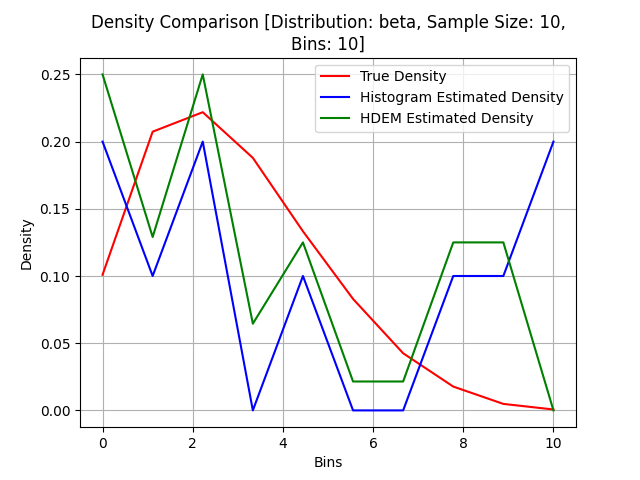 Density Comparison [Distribution: beta, Sample Size: 10,
Bins: 10]
True Density
Histogram Estimated Density
HDEM Estimated Density
Density
0.25
0.20
0.15
0.10
0.05
0.00
0 2 4 6 8 10
Bins